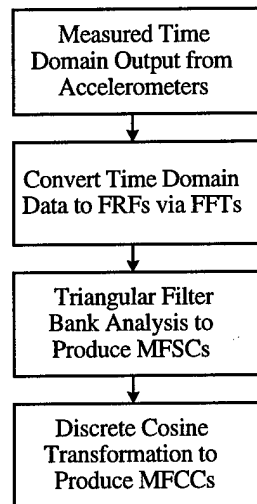 Measured Time
Domain Output from
Accelerometers
Convert Time Domain
Data to FRFs via FFTs
Triangular Filter
Bank Analysis to
Produce MFSCs
Discrete Cosine
Transformation to
Produce MFCCs